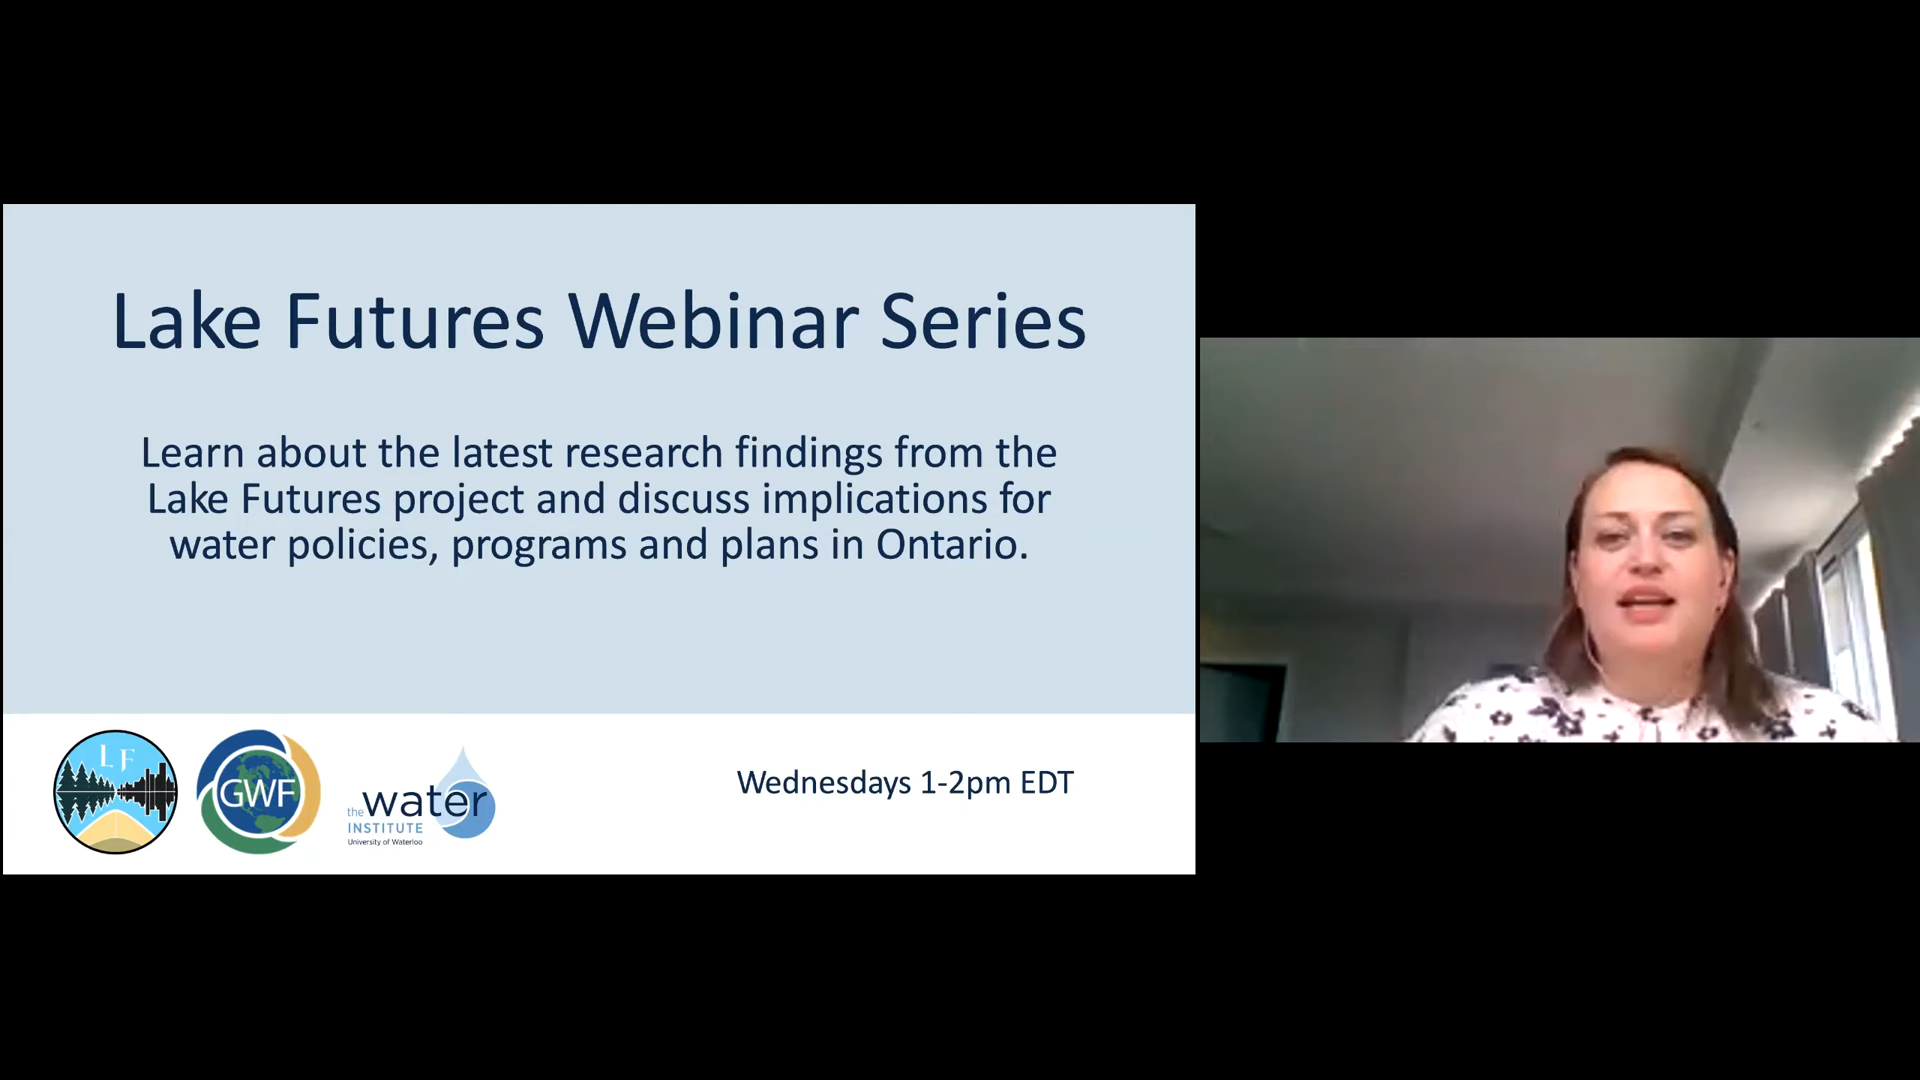 Lake Futures Webinar Series
Learn about the latest research findings from the
Lake Futures project and discuss implications for
water policies, programs and plans in Ontario.
L F
GWF
the water
INSTITUTE
University of Waterloo
Wednesdays 1-2pm EDT